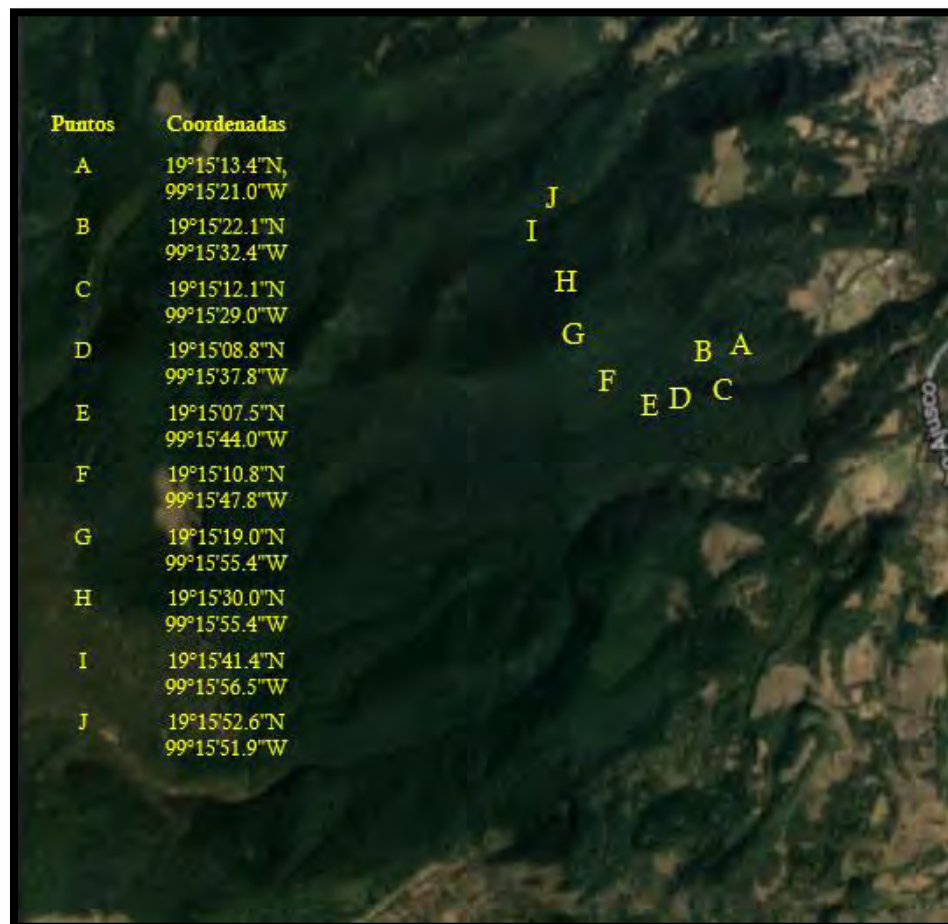 Puntos Coordenadas
A 19°15'13.4"N,
99°15'21.0"W
B 19°15'22.1"N
99°15'32.4"W
C 19°15'12.1"N
99°15'29.0"W
D 19°15'08.8"N
99°15'37.8"W
E 19°15'07.5"N
99°15'44.0"W
F 19°15'10.8"N
99°15'47.8"W
G 19°15'19.0"N
99°15'55.4"W
H 19°15'30.0"N
99°15'55.4"W
I 19°15'41.4"N
99°15'56.5"W
J 19°15'52.6"N
99°15'51.9"W
J
I
H
G
F
E
D
C
B
A
Ajusco